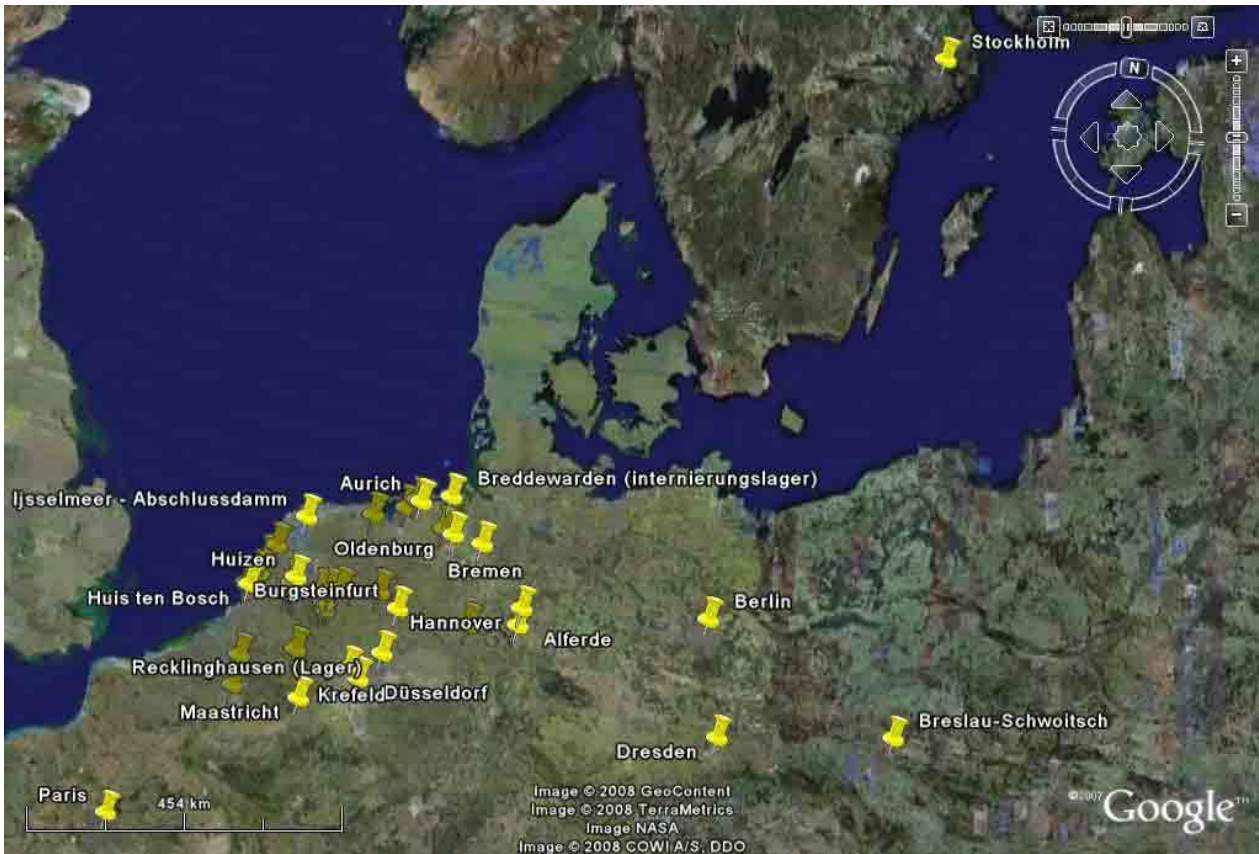 Stockholm
N
Aurich
Breddewarden (internierungslager)
Ijsselmeer - Abschlussdamm
Oldenburg
Huizen
Bremen
Burgsteinfurt
Huis ten Bosch
Berlin
Hannover
Alferde
Recklinghausen (Lager)
Krefeld
Düsseldorf
Maastricht
Breslau-Schwoitsch
Dresden
Paris
454 km
Image © 2008 GeoContent
Image © 2008 TerraMetrics
Image NASA
Image © 2008 COWI A/S, DDO
©2007 Google™